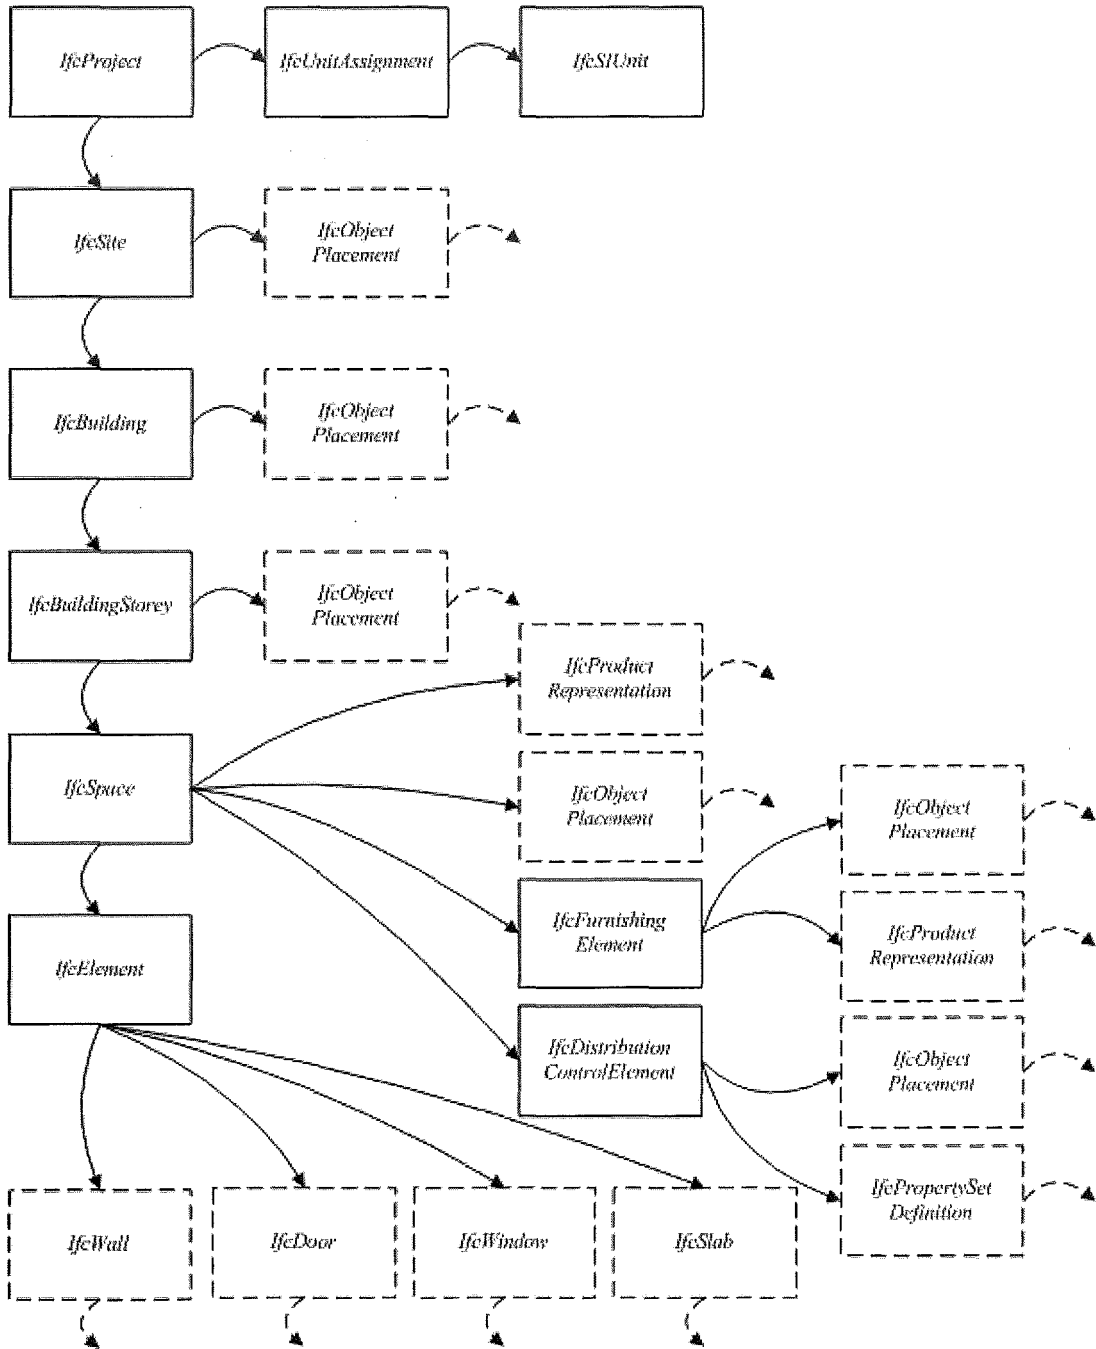 IfcProject
IfcUnitAssignment
IfcSIUnit
IfcSite
IfcObject
Placement
IfcBuilding
IfcObject
Placement
IfcBuildingStorey
IfcObject
Placement
IfcProduct
Representation
IfcSpace
IfcObject
Placement
IfcObject
Placement
IfcFurnishing
Element
IfcProduct
Representation
IfcElement
IfcDistribution
ControlElement
IfcObject
Placement
IfcPropertySet
Definition
IfcWall
IfcDoor
IfcWindow
IfcSlab